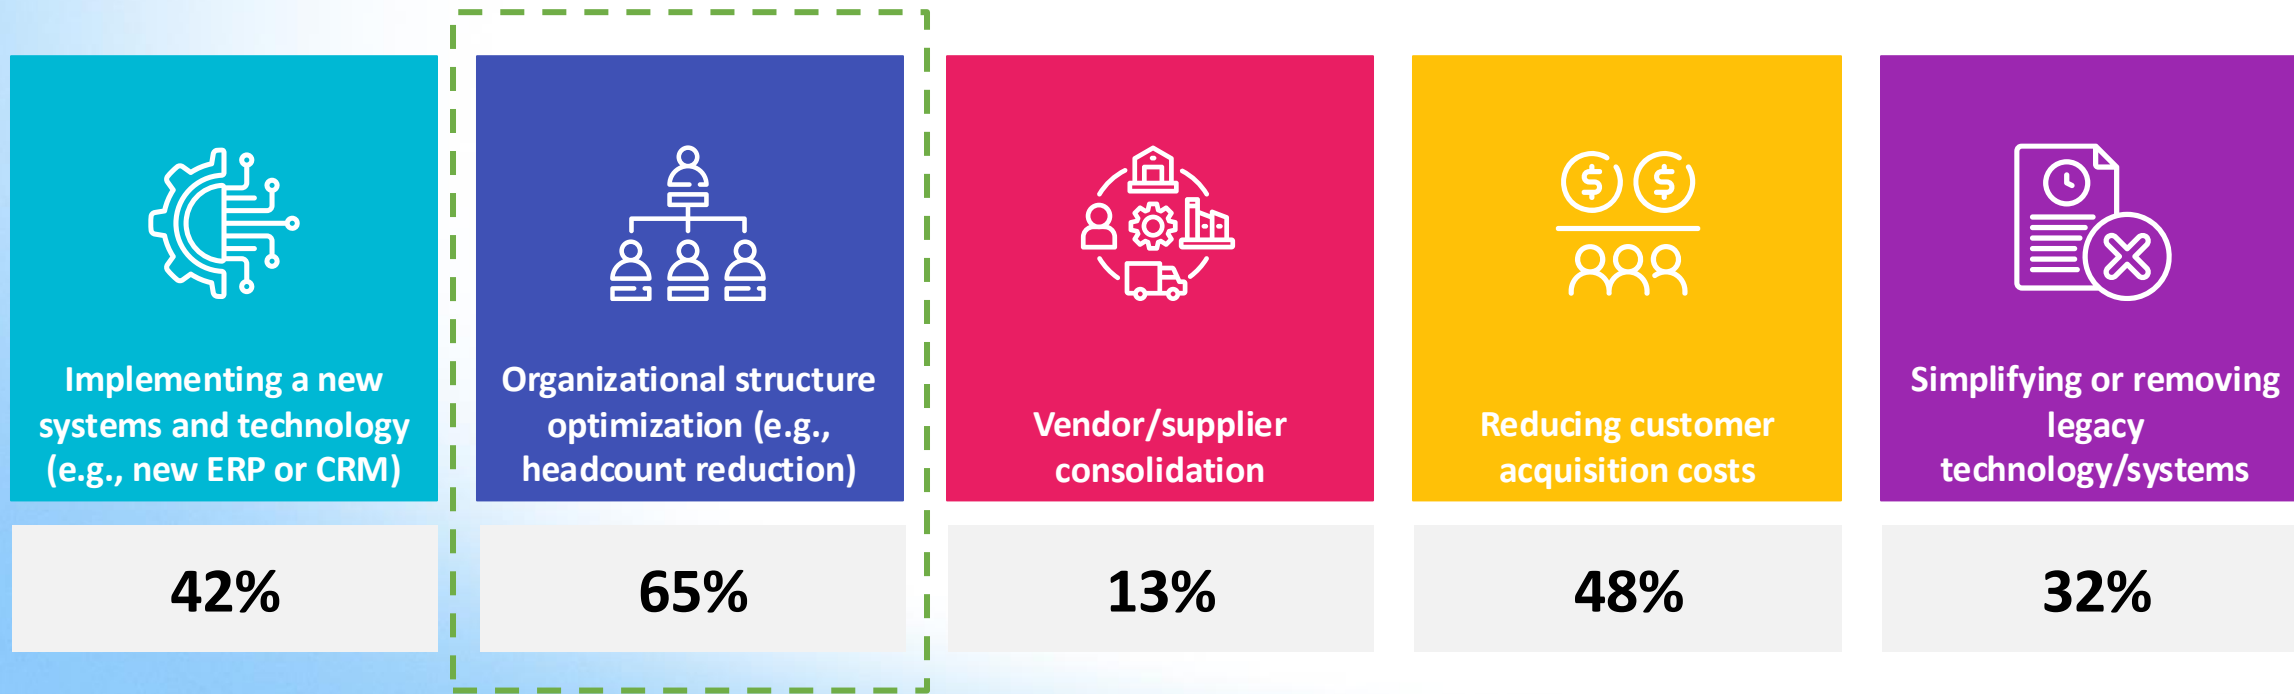 Implementing a new
systems and technology
(e.g., new ERP or CRM)
42%
Organizational structure
optimization (e.g.,
headcount reduction)
65%
Vendor/supplier
consolidation
13%
Reducing customer
acquisition costs
48%
Simplifying or removing
legacy
technology/systems
32%